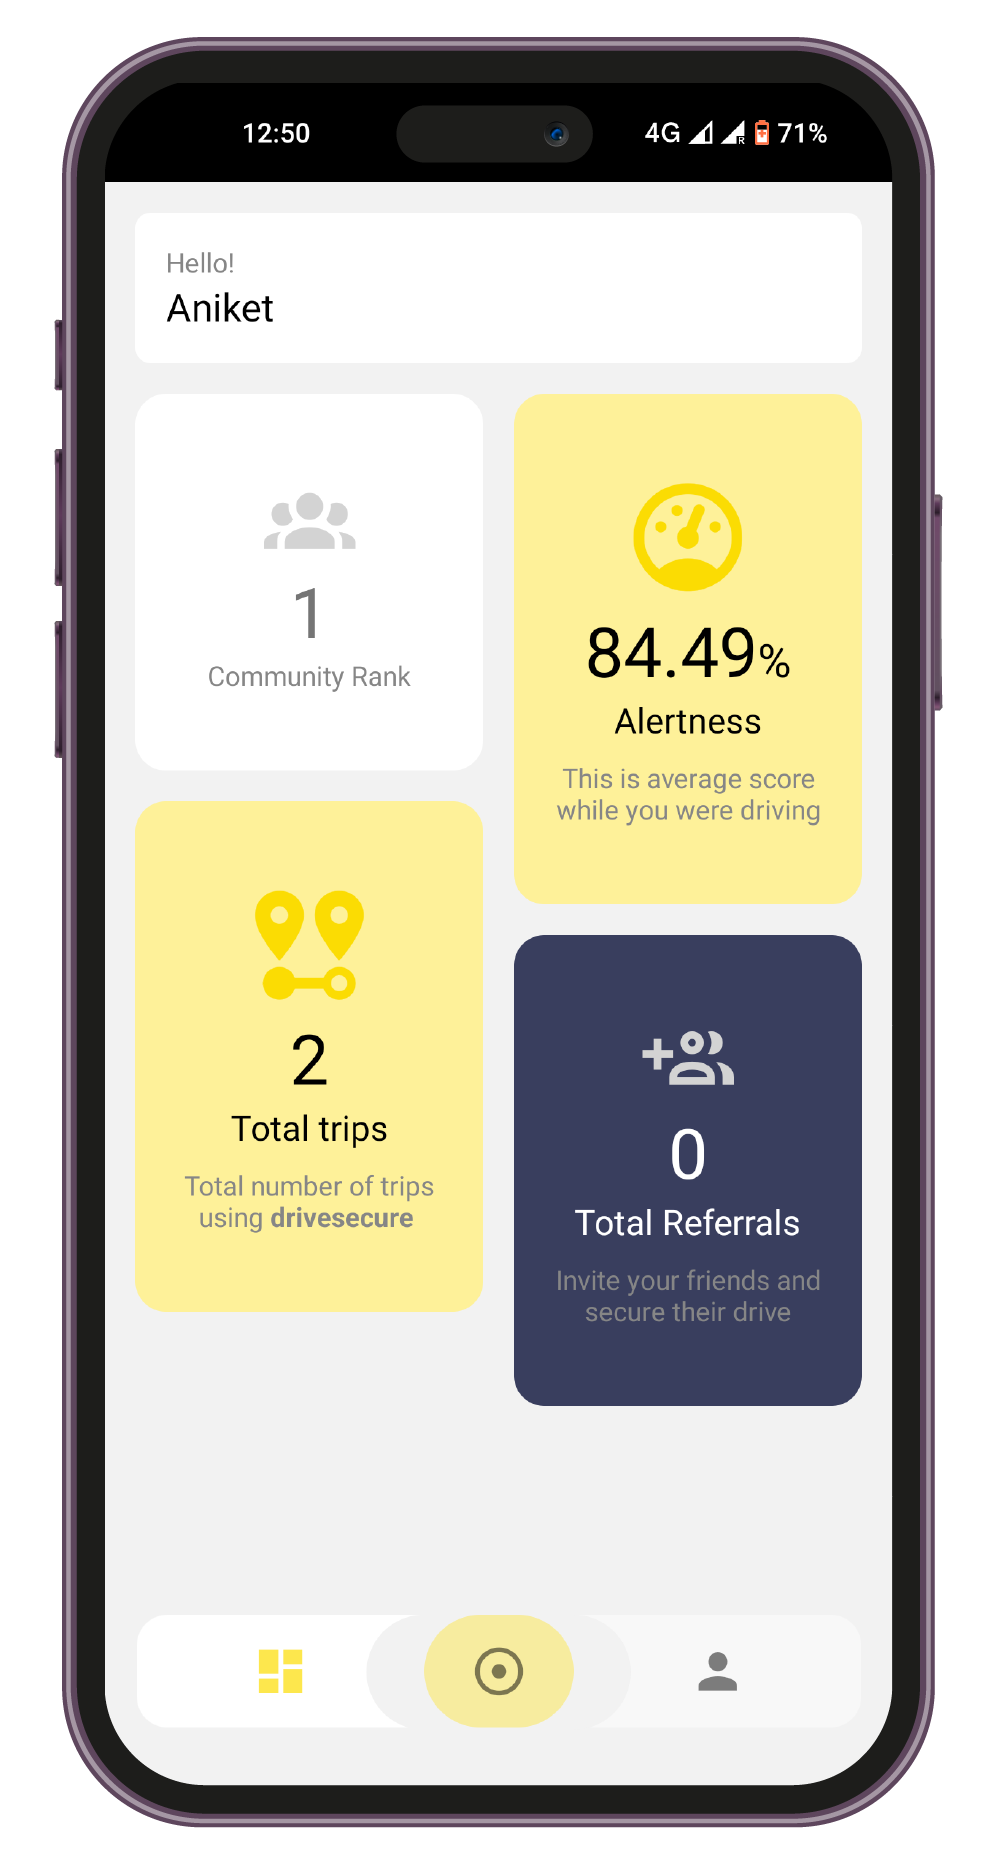 12:50
4G R 71%
Hello!
Aniket
1
Community Rank
84.49%
Alertness
This is average score
while you were driving
2
Total trips
Total number of trips
using drivesecure
0
Total Referrals
Invite your friends and
secure their drive